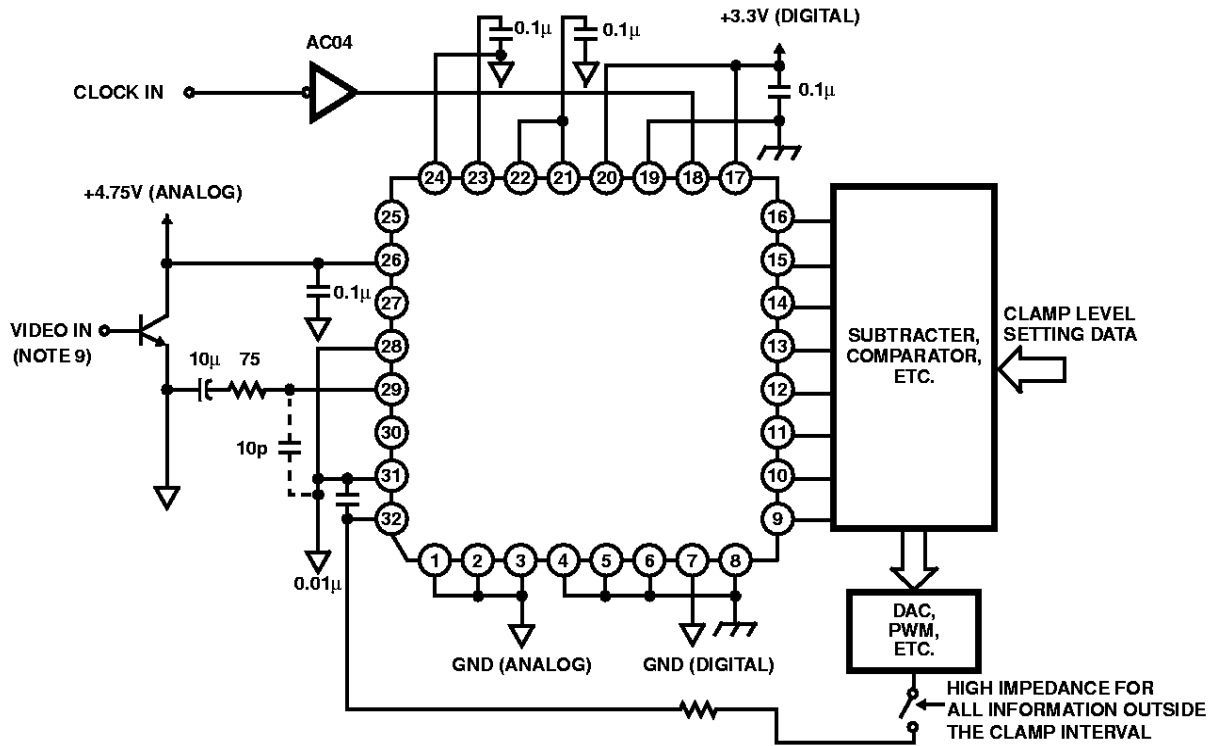 +3.3V (DIGITAL)
0.1µ
0.1µ
AC04
CLOCK IN
0.1µ
24 23 22 21 20 19 18 17
+4.75V (ANALOG)
25
26
27
28
29
30
31
32
16
15
14
13
12
11
10
9
0.1µ
VIDEO IN
(NOTE 9)
10µ
75
10p
0.01µ
SUBTRACTER,
COMPARATOR,
ETC.
CLAMP LEVEL
SETTING DATA
1 2 3 4 5 6 7 8
GND (ANALOG)
GND (DIGITAL)
DAC,
PWM,
ETC.
HIGH IMPEDANCE FOR
ALL INFORMATION OUTSIDE
THE CLAMP INTERVAL